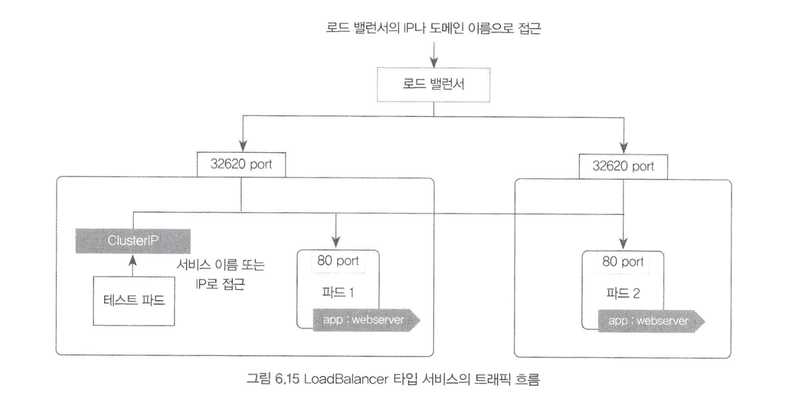 로드 밸런서의 IP나 도메인 이름으로 접근
로드 밸런서
32620 port
32620 port
ClusterIP
서비스 이름 또는
IP로 접근
테스트 파드
80 port
파드 1
app : webserver
80 port
파드 2
app : webserver
그림 6.15 LoadBalancer 타입 서비스의 트래픽 흐름